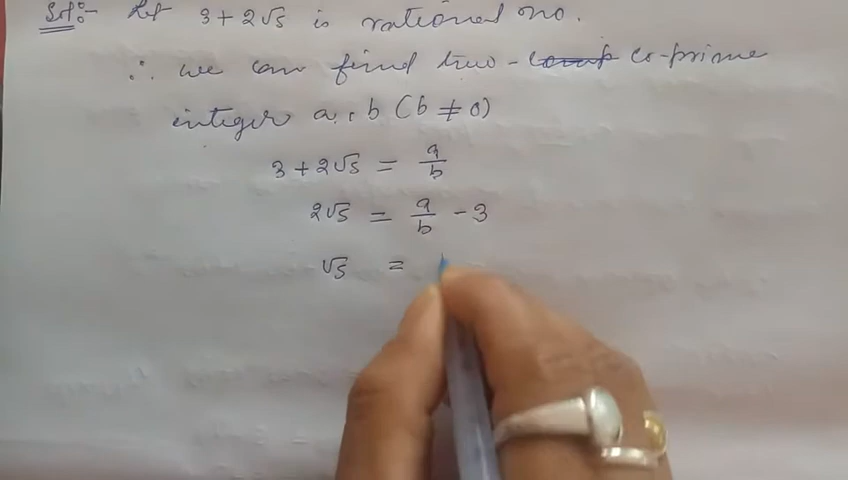 Sol:- Let 3 + 2√5 is rational no.
∴ we can find two co-prime
integer a, b (b ≠ 0)
3 + 2√5 = a/b
2√5 = a/b - 3
√5 =